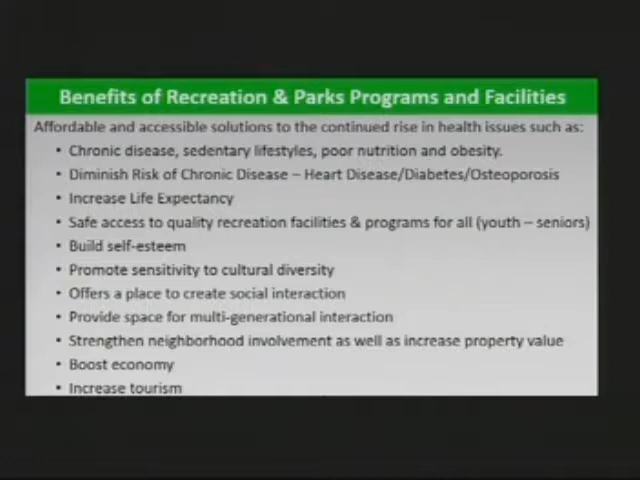 Benefits of Recreation & Parks Programs and Facilities
Affordable and accessible solutions to the continued rise in health issues such as:
• Chronic disease, sedentary lifestyles, poor nutrition and obesity.
• Diminish Risk of Chronic Disease – Heart Disease/Diabetes/Osteoporosis
• Increase Life Expectancy
• Safe access to quality recreation facilities & programs for all (youth – seniors)
• Build self-esteem
• Promote sensitivity to cultural diversity
• Offers a place to create social interaction
• Provide space for multi-generational interaction
• Strengthen neighborhood involvement as well as increase property value
• Boost economy
• Increase tourism